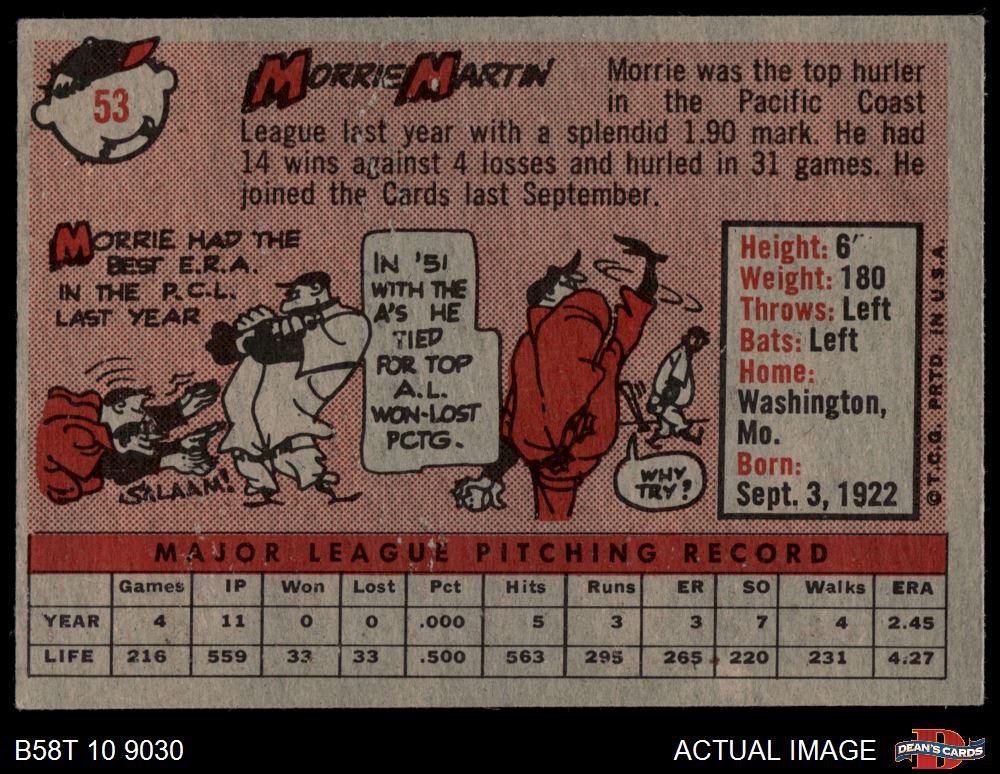 53
MORRIE MARTIN
Morrie was the top hurler
in the Pacific Coast
League last year with a splendid 1.90 mark. He had
14 wins against 4 losses and hurled in 31 games. He
joined the Cards last September.
MORRIE HAD THE
BEST E.R.A.
IN THE P.C.L.
LAST YEAR
SALAAM!
IN '51
WITH THE
A'S HE
TIED
FOR TOP
A.L.
WON-LOST
PCTG.
WHY
TRY?
Height: 6'
Weight: 180
Throws: Left
Bats: Left
Home:
Washington,
Mo.
Born:
Sept. 3, 1922
© T.C.G. PRTD. IN U.S.A.
MAJOR LEAGUE PITCHING RECORD
Games IP Won Lost Pct Hits Runs ER SO Walks ERA
YEAR 4 11 0 0 .000 5 3 3 7 4 2.45
LIFE 216 559 33 33 .500 563 295 265 220 231 4.27
B58T 10 9030
ACTUAL IMAGE
DEAN'S CARDS